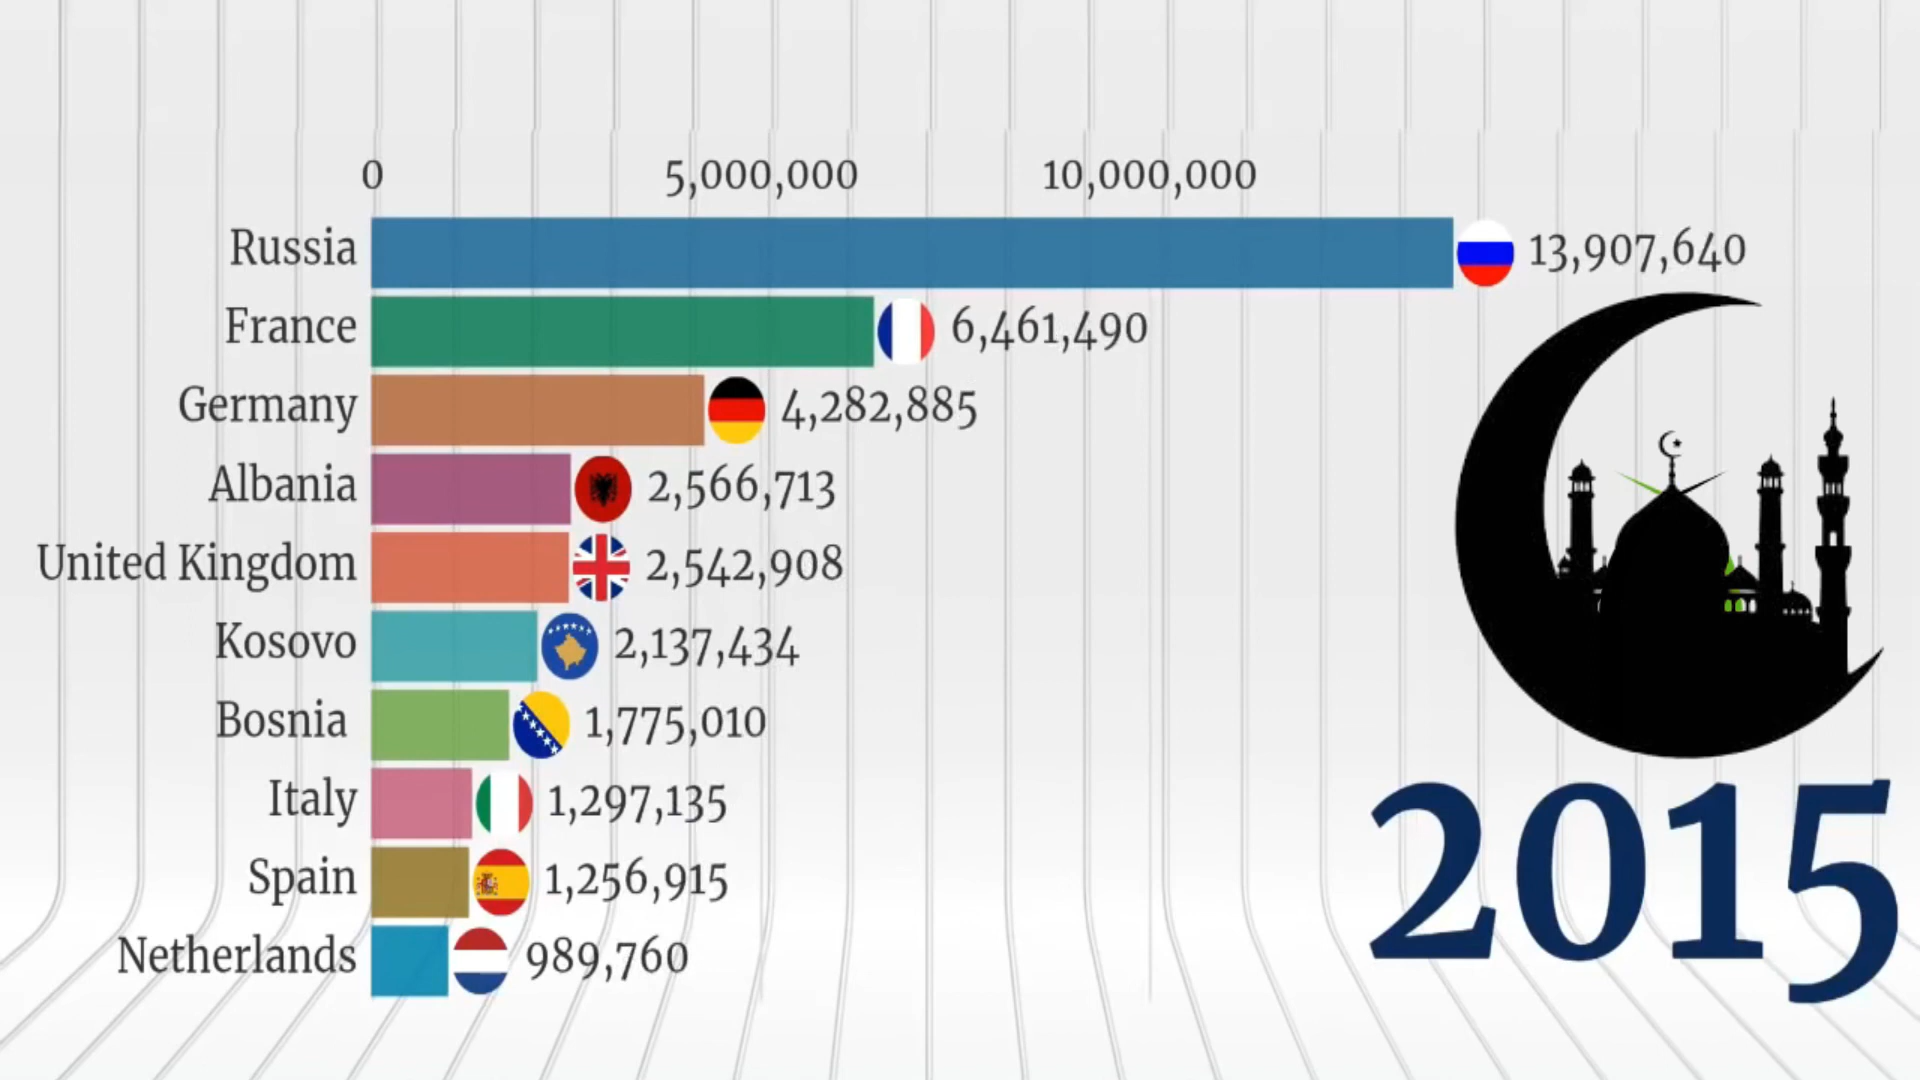 0 5,000,000 10,000,000
Russia 13,907,640
France 6,461,490
Germany 4,282,885
Albania 2,566,713
United Kingdom 2,542,908
Kosovo 2,137,434
Bosnia 1,775,010
Italy 1,297,135
Spain 1,256,915
Netherlands 989,760
2015